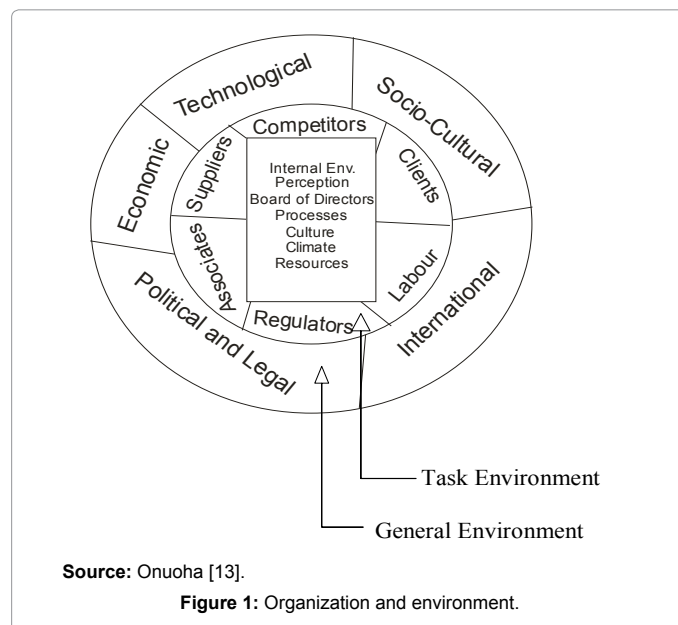 Technological
Socio-Cultural
Economic
Competitors
Suppliers
Clients
Internal Env.
Perception
Board of Directors
Processes
Culture
Climate
Resources
Associates
Labour
Regulators
Political and Legal
International
Task Environment
General Environment
Source: Onuoha [13].
Figure 1: Organization and environment.